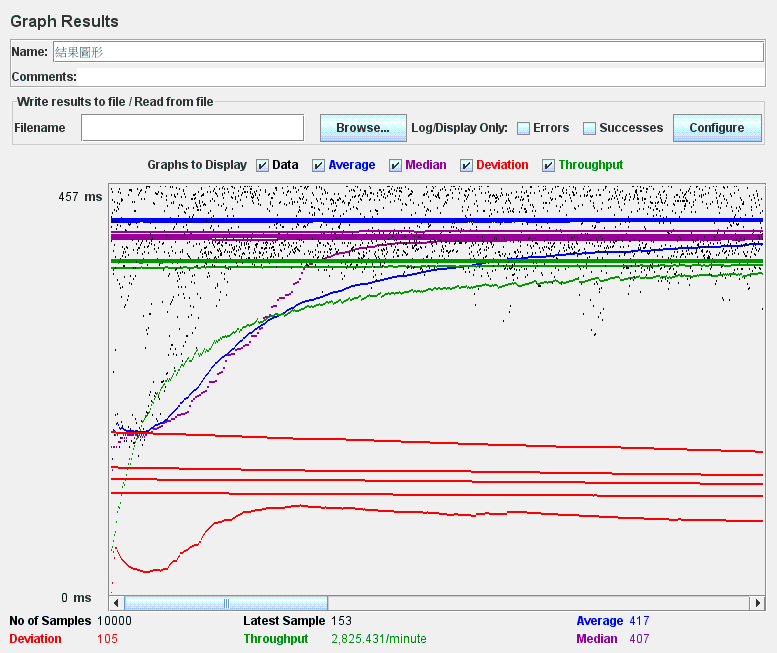 Graph Results
Name: 結果圖形
Comments:
Write results to file / Read from file
Filename Browse... Log/Display Only: Errors Successes Configure
Graphs to Display Data Average Median Deviation Throughput
457 ms
0 ms
No of Samples 10000 Latest Sample 153 Average 417
Deviation 105 Throughput 2,825.431/minute Median 407